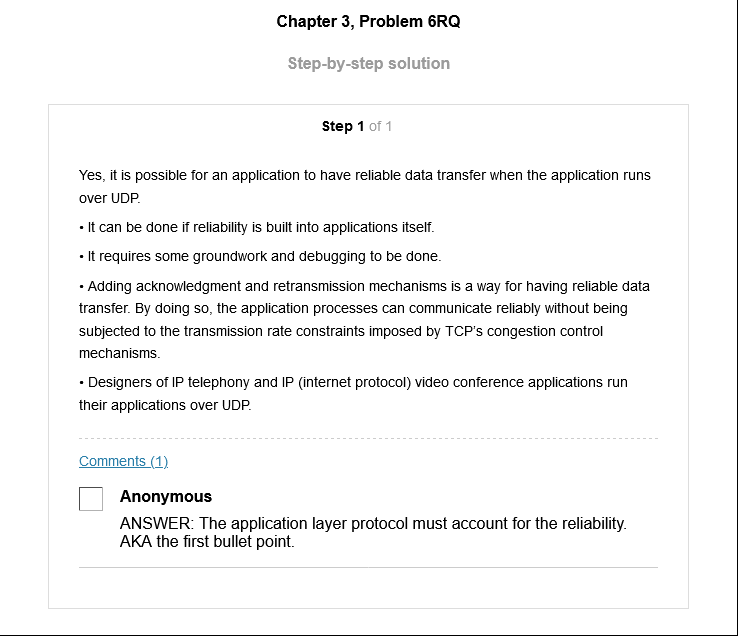 Chapter 3, Problem 6RQ
Step-by-step solution
Step 1 of 1
Yes, it is possible for an application to have reliable data transfer when the application runs
over UDP.
• It can be done if reliability is built into applications itself.
• It requires some groundwork and debugging to be done.
• Adding acknowledgment and retransmission mechanisms is a way for having reliable data
transfer. By doing so, the application processes can communicate reliably without being
subjected to the transmission rate constraints imposed by TCP's congestion control
mechanisms.
• Designers of IP telephony and IP (internet protocol) video conference applications run
their applications over UDP.
Comments (1)
Anonymous
ANSWER: The application layer protocol must account for the reliability.
AKA the first bullet point.